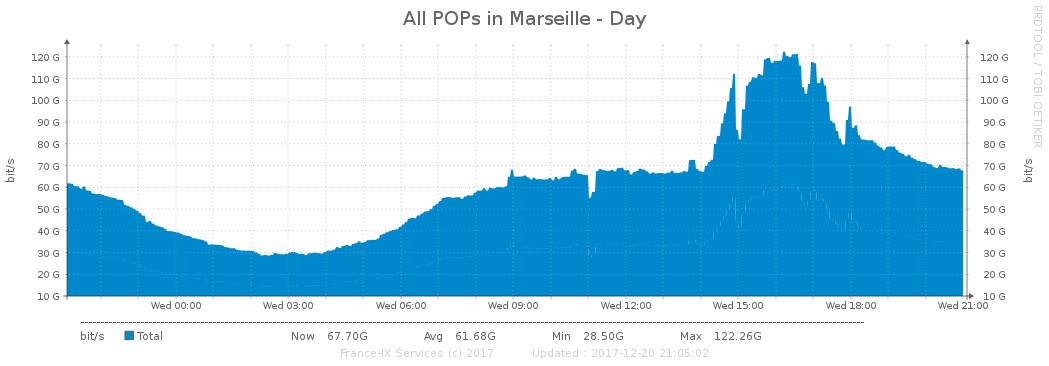 All POPs in Marseille - Day
RRDTOOL / TOBI OETIKER
bit/s
120 G
110 G
100 G
90 G
80 G
70 G
60 G
50 G
40 G
30 G
20 G
10 G
120 G
110 G
100 G
90 G
80 G
70 G
60 G
50 G
40 G
30 G
20 G
10 G
bit/s
Wed 00:00 Wed 03:00 Wed 06:00 Wed 09:00 Wed 12:00 Wed 15:00 Wed 18:00 Wed 21:00
bit/s Total Now 67.70G Avg 61.68G Min 28.50G Max 122.26G
France-IX Services (c) 2017 Updated : 2017-12-20 21:05:02